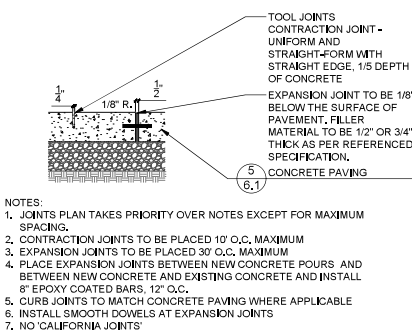 TOOL JOINTS
CONTRACTION JOINT -
UNIFORM AND
STRAIGHT-FORM WITH
STRAIGHT EDGE, 1/5 DEPTH
OF CONCRETE
1/4"
1/8" R.
1/2"
EXPANSION JOINT TO BE 1/8"
BELOW THE SURFACE OF
PAVEMENT. FILLER
MATERIAL TO BE 1/2" OR 3/4"
THICK AS PER REFERENCED
SPECIFICATION.
5
6.1
CONCRETE PAVING
NOTES:
1. JOINTS PLAN TAKES PRIORITY OVER NOTES EXCEPT FOR MAXIMUM
SPACING.
2. CONTRACTION JOINTS TO BE PLACED 10' O.C. MAXIMUM
3. EXPANSION JOINTS TO BE PLACED 30' O.C. MAXIMUM
4. PLACE EXPANSION JOINTS BETWEEN NEW CONCRETE POURS AND
BETWEEN NEW CONCRETE AND EXISTING CONCRETE AND INSTALL
8" EPOXY COATED BARS, 12" O.C.
5. CURB JOINTS TO MATCH CONCRETE PAVING WHERE APPLICABLE
6. INSTALL SMOOTH DOWELS AT EXPANSION JOINTS
7. NO 'CALIFORNIA JOINTS'